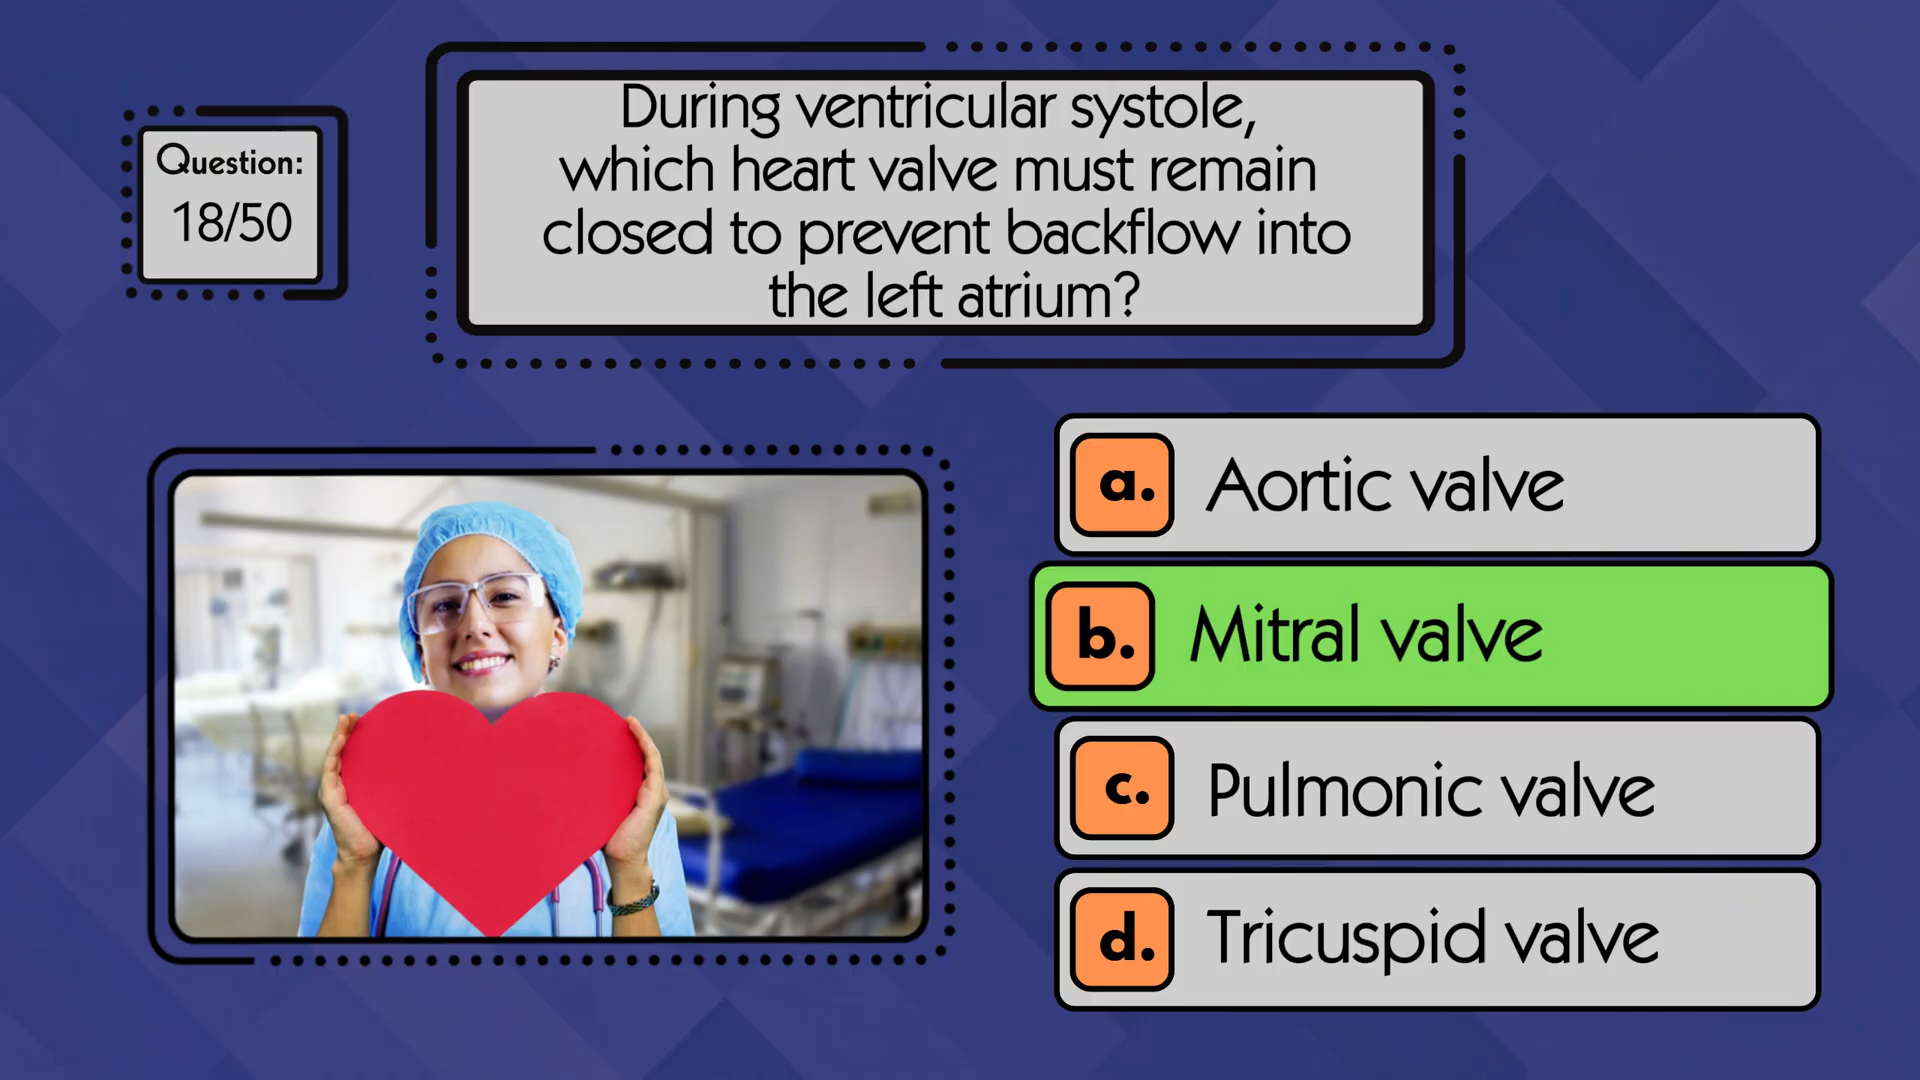 Question:
18/50
During ventricular systole,
which heart valve must remain
closed to prevent backflow into
the left atrium?
a. Aortic valve
b. Mitral valve
c. Pulmonic valve
d. Tricuspid valve